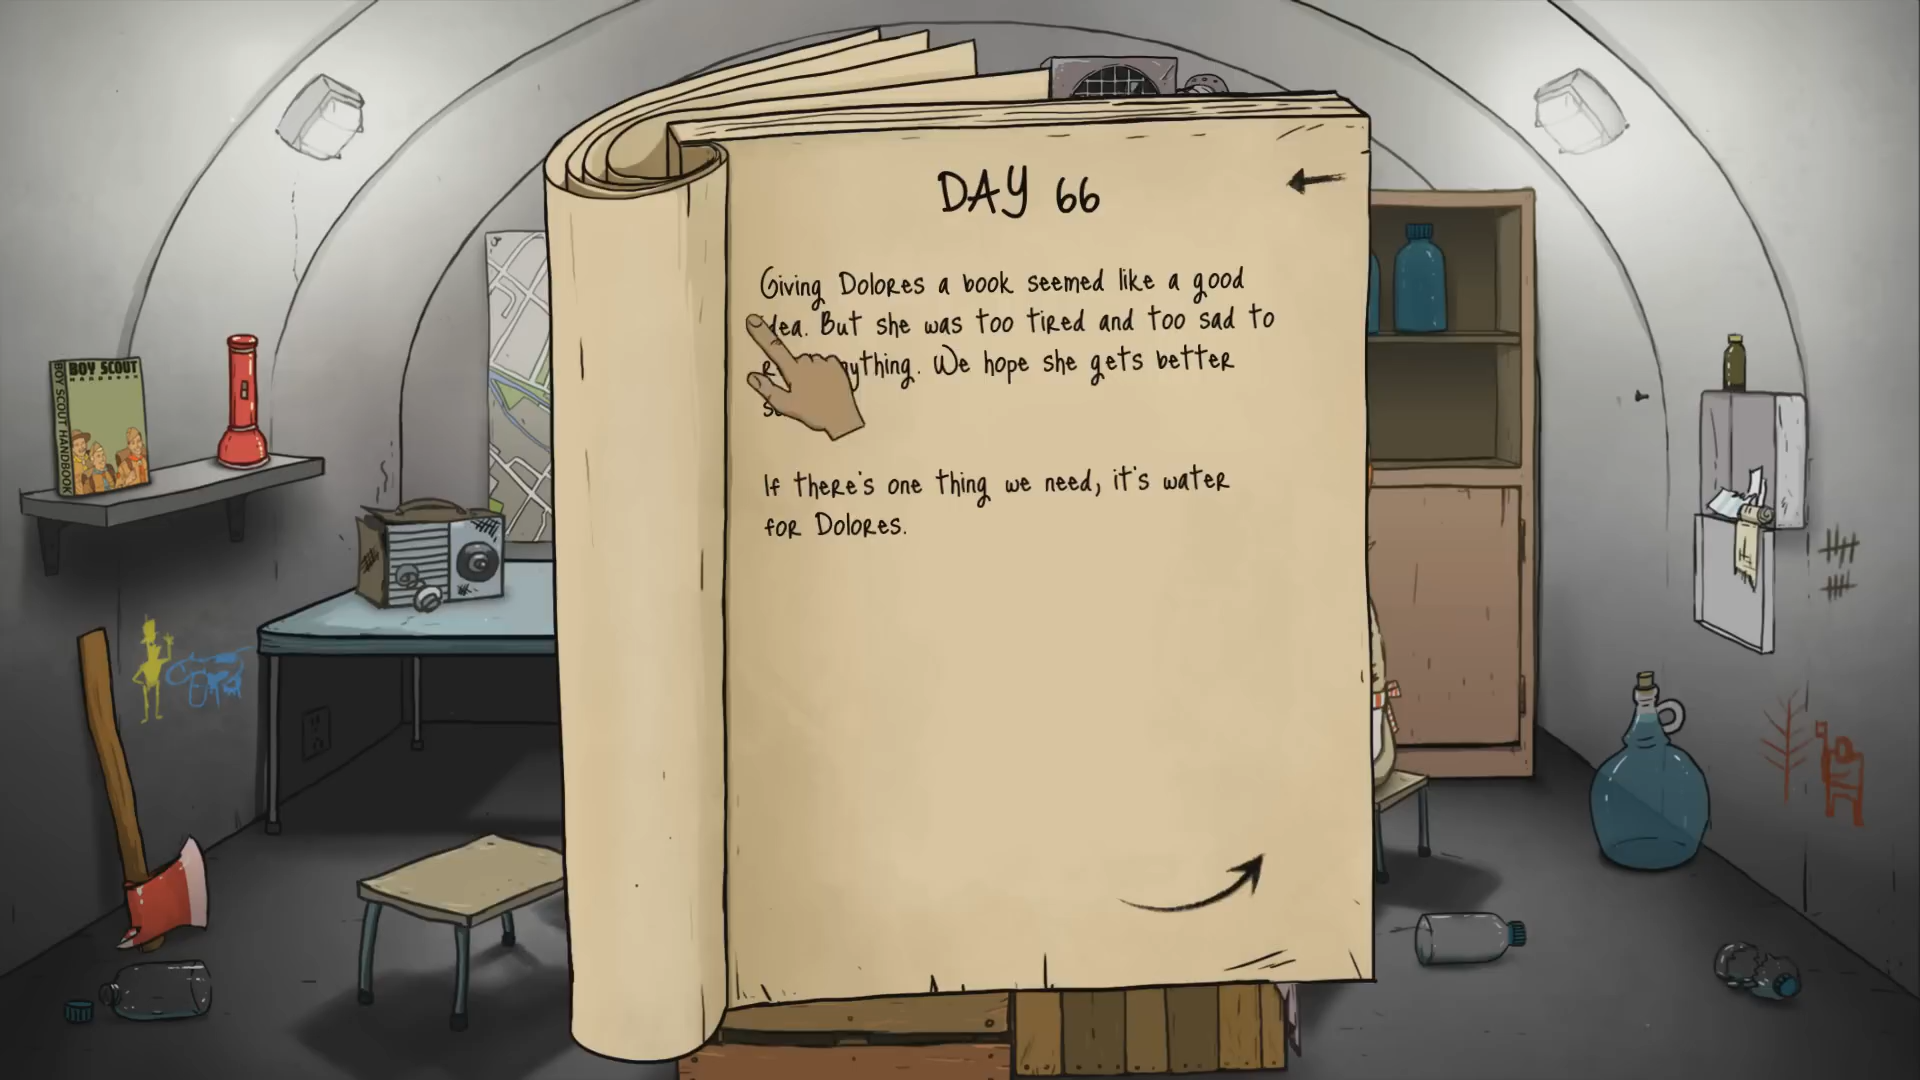 BOY SCOUT
HANDBOOK
BOY SCOUT HANDBOOK
DAY 66
Giving Dolores a book seemed like a good
idea. But she was too tired and too sad to
anything. We hope she gets better
If there's one thing we need, it's water
for Dolores.